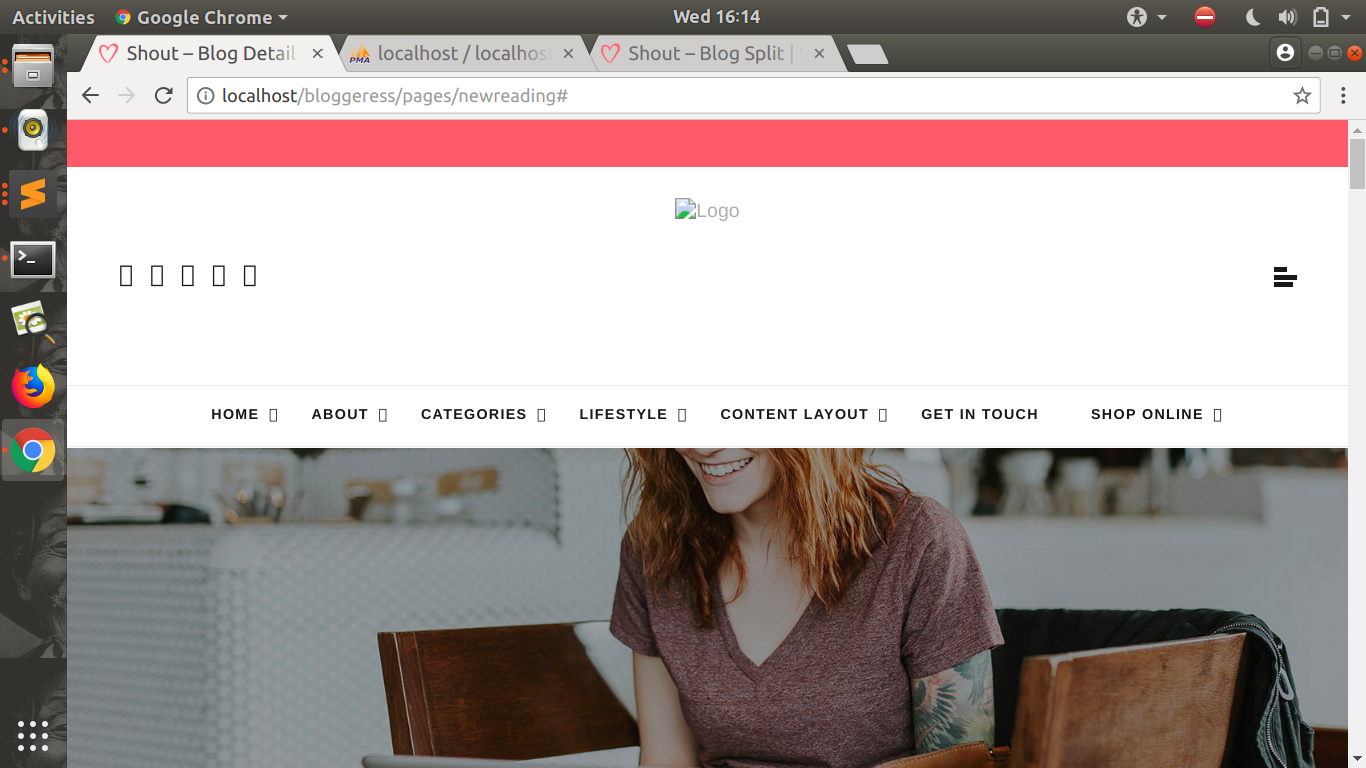 Activities Google Chrome Wed 16:14
Shout – Blog Detail localhost / localhost Shout – Blog Split | S
PMA
localhost/bloggeress/pages/newreading#
Logo
HOME ABOUT CATEGORIES LIFESTYLE CONTENT LAYOUT GET IN TOUCH SHOP ONLINE